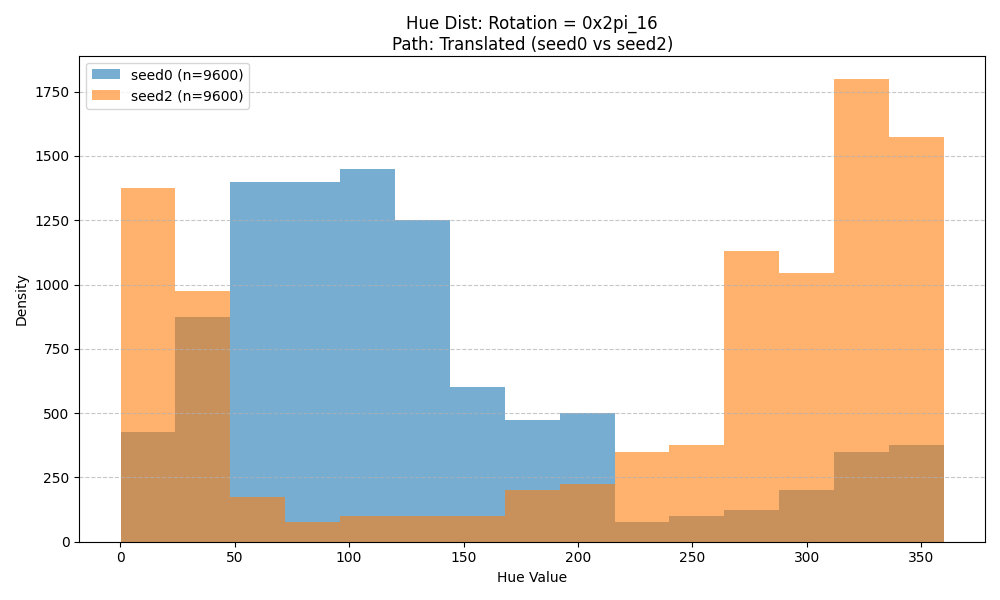 Hue Dist: Rotation = 0x2pi_16
Path: Translated (seed0 vs seed2)
seed0 (n=9600)
seed2 (n=9600)
Density
1750
1500
1250
1000
750
500
250
0
0 50 100 150 200 250 300 350
Hue Value